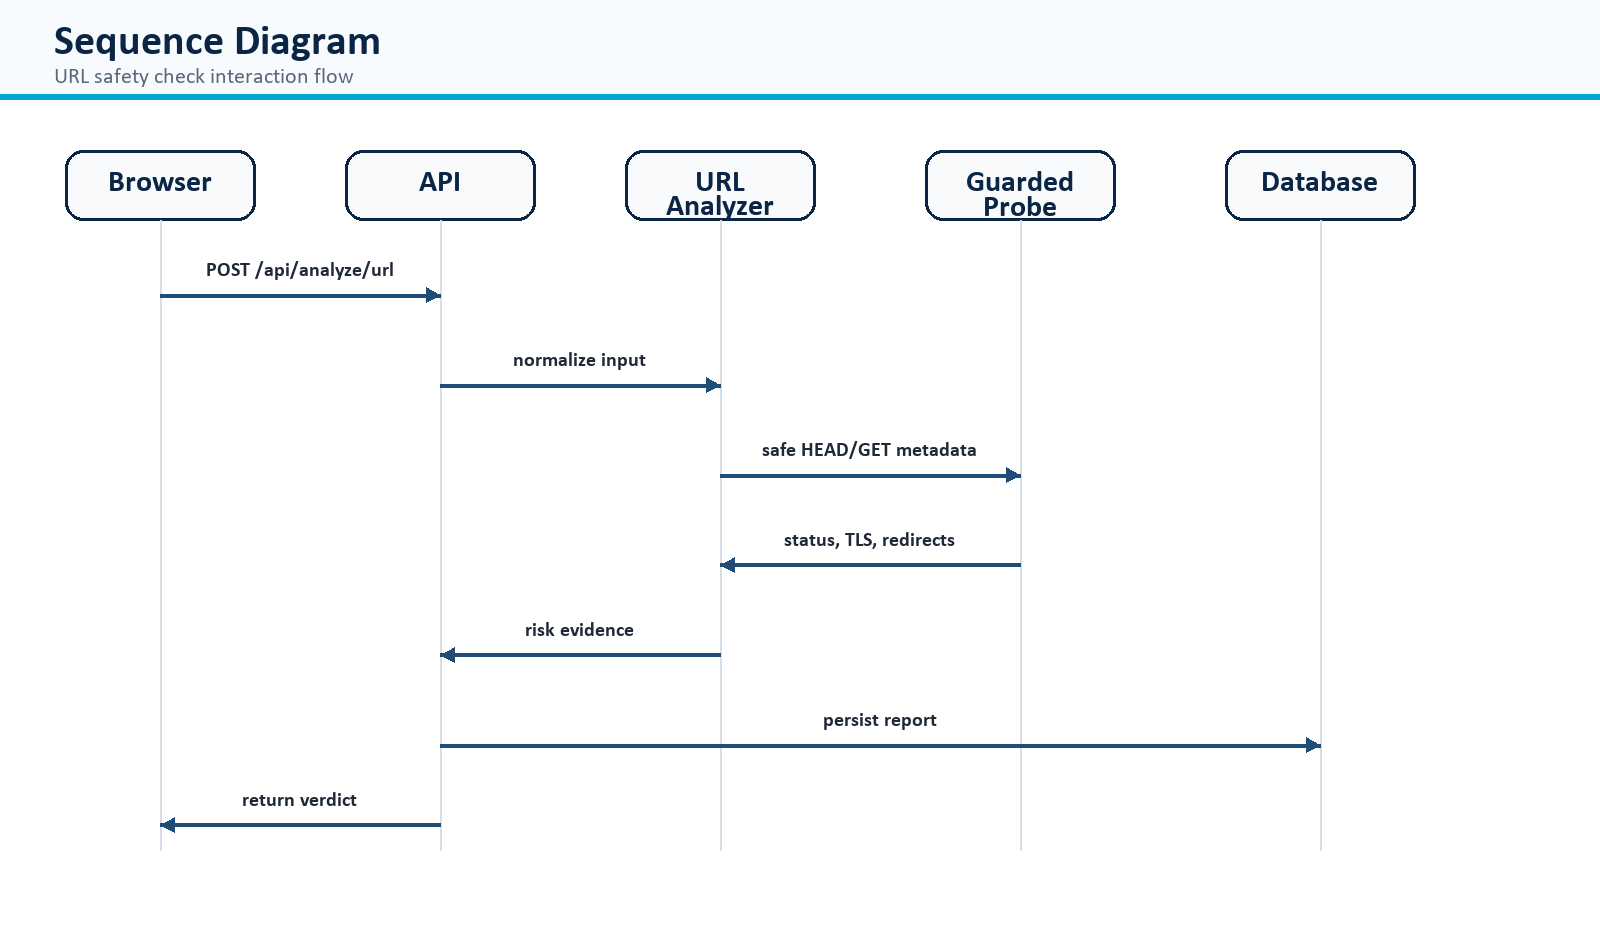 Sequence Diagram
URL safety check interaction flow
Browser
API
URL
Analyzer
Guarded
Probe
Database
POST /api/analyze/url
normalize input
safe HEAD/GET metadata
status, TLS, redirects
risk evidence
persist report
return verdict